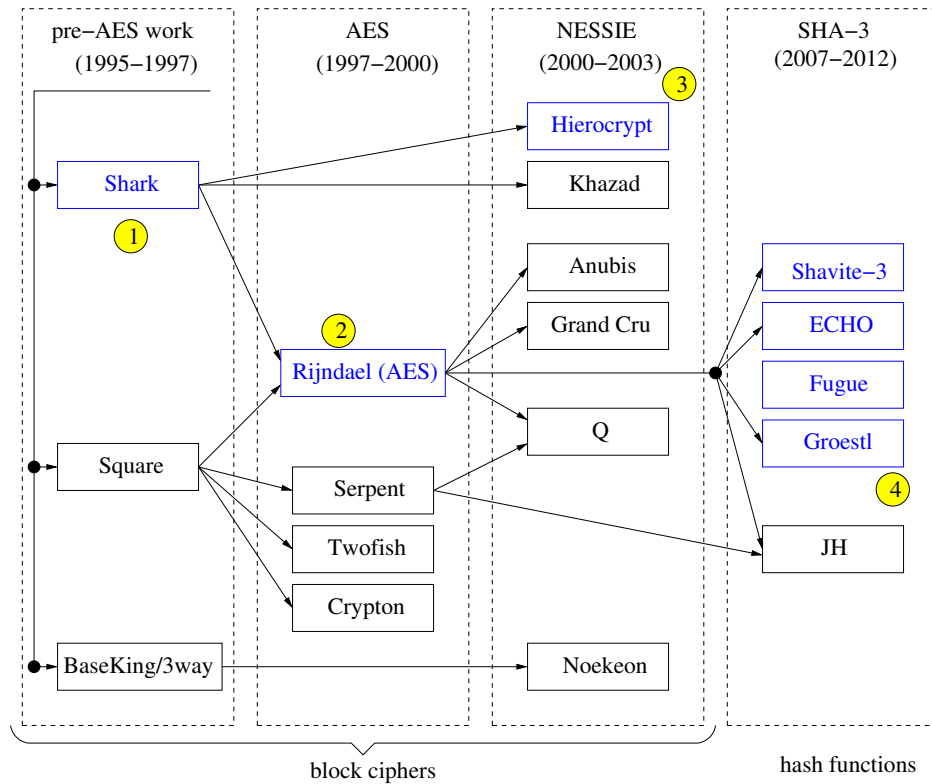 pre−AES work
(1995−1997)
AES
(1997−2000)
NESSIE
(2000−2003)
SHA−3
(2007−2012)
3
Hierocrypt
Shark
Khazad
1
Anubis
Shavite−3
2
Grand Cru
ECHO
Rijndael (AES)
Fugue
Q
Groestl
Square
Serpent
4
Twofish
JH
Crypton
BaseKing/3way
Noekeon
block ciphers
hash functions